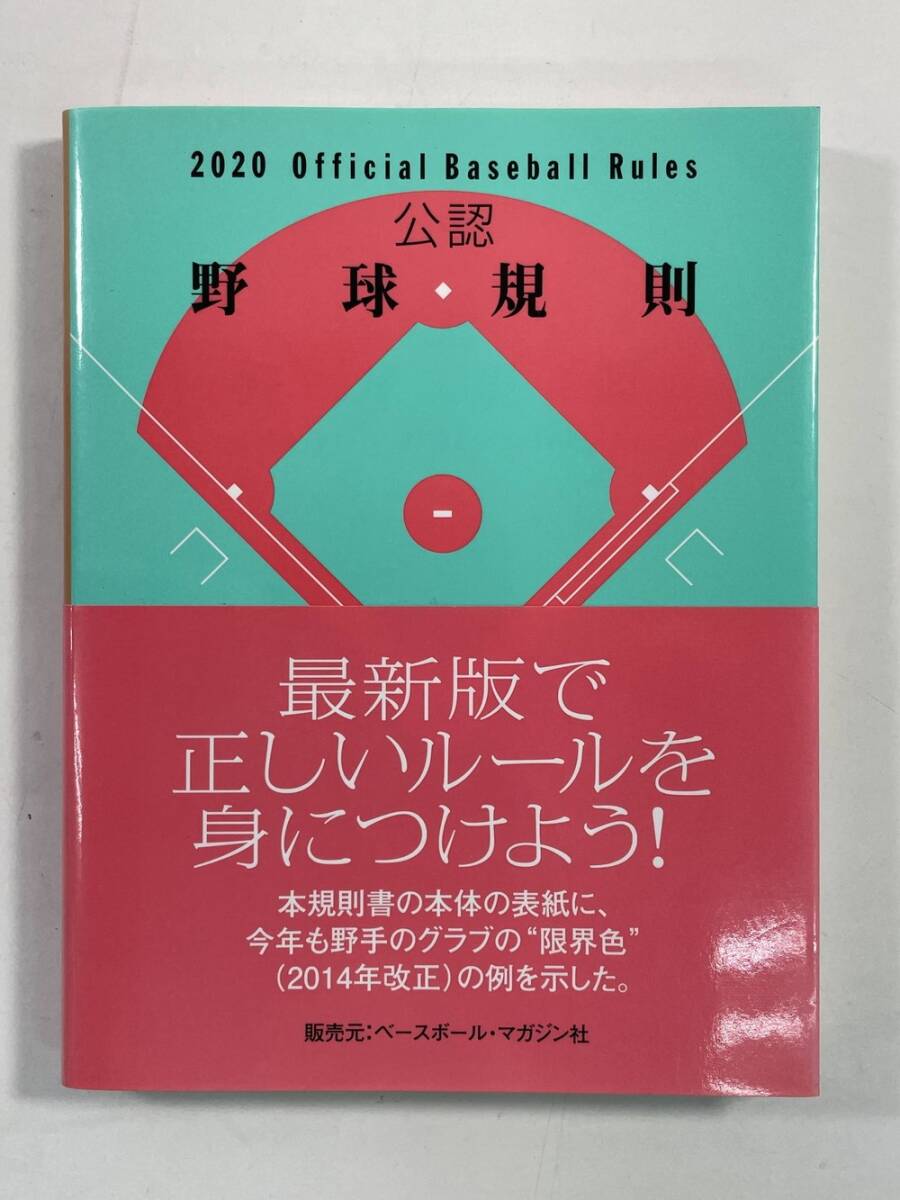 2020 Official Baseball Rules
公認
野球規則
最新版で
正しいルールを
身につけよう!
本規則書の本体の表紙に、
今年も野手のグラブの“限界色”
(2014年改正)の例を示した。
販売元:ベースボール・マガジン社